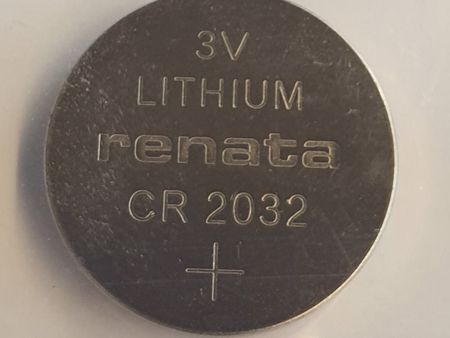 3V
LITHIUM
renata
CR 2032
+